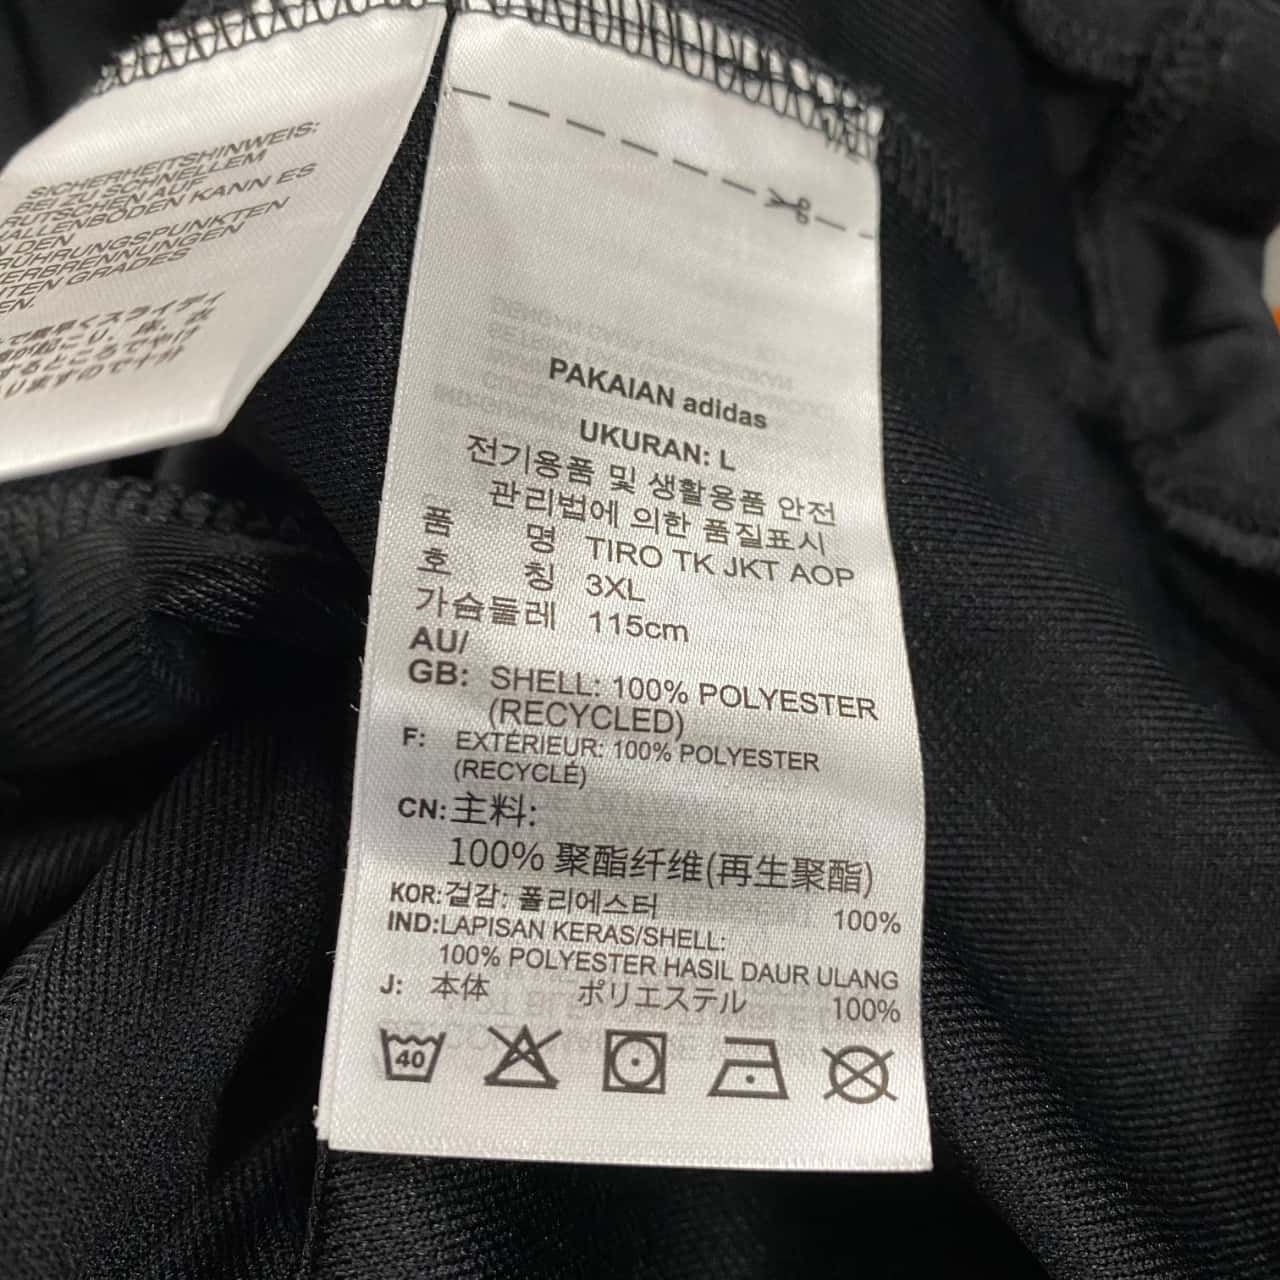 SICHERHEITSHINWEIS:
BEI ZU SCHNELLEM
RUTSCHEN AUF
ALLENBÖDEN KANN ES
DEN
RÜHRUNGSPUNKTEN
VERBRENNUNGEN
GRADES
PAKAIAN adidas
UKURAN: L
전기용품 및 생활용품 안전
관리법에 의한 품질표시
품 명 TIRO TK JKT AOP
호 칭 3XL
가슴둘레 115cm
AU/
GB: SHELL: 100% POLYESTER
(RECYCLED)
F: EXTÉRIEUR: 100% POLYESTER
(RECYCLÉ)
CN: 主料:
100% 聚酯纤维(再生聚酯)
KOR: 겉감: 폴리에스터 100%
IND: LAPISAN KERAS/SHELL:
100% POLYESTER HASIL DAUR ULANG
J: 本体 ポリエステル 100%
40